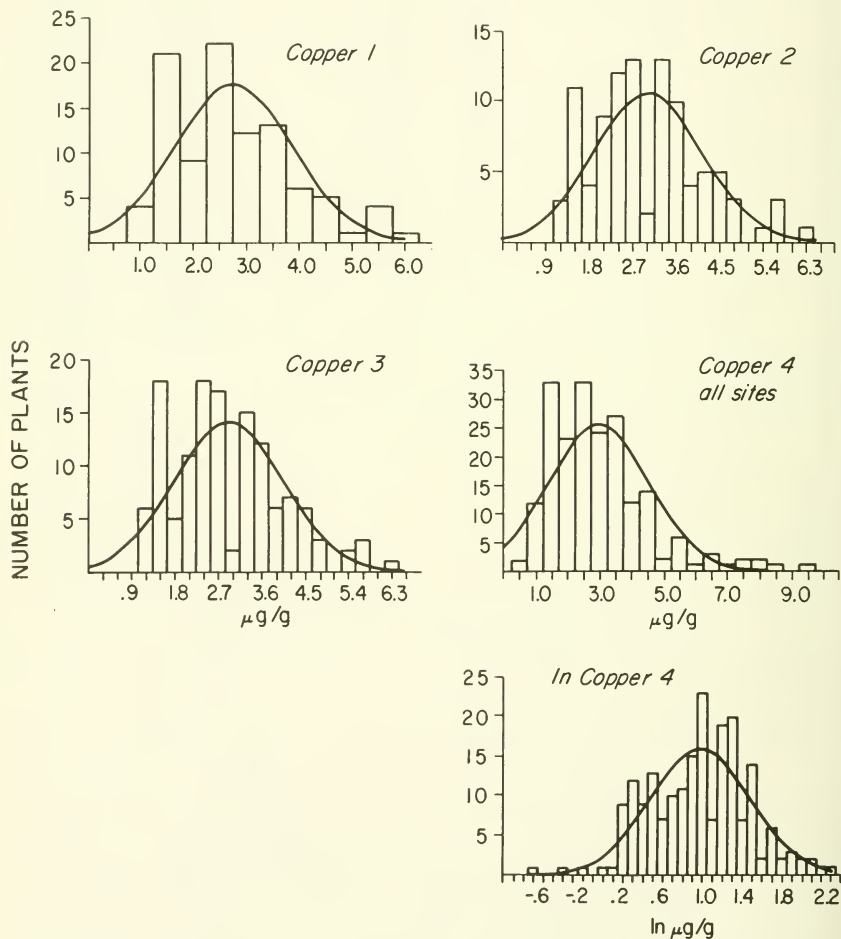 25
20
15
10
5
Copper 1
1.0 2.0 3.0 4.0 5.0 6.0
15
10
5
Copper 2
.9 1.8 2.7 3.6 4.5 5.4 6.3
NUMBER OF PLANTS
20
15
10
5
Copper 3
.9 1.8 2.7 3.6 4.5 5.4 6.3
μg/g
35
30
25
20
15
10
5
Copper 4
all sites
1.0 3.0 5.0 7.0 9.0
μg/g
25
20
15
10
5
ln Copper 4
-.6 -.2 .2 .6 1.0 1.4 1.8 2.2
ln μg/g